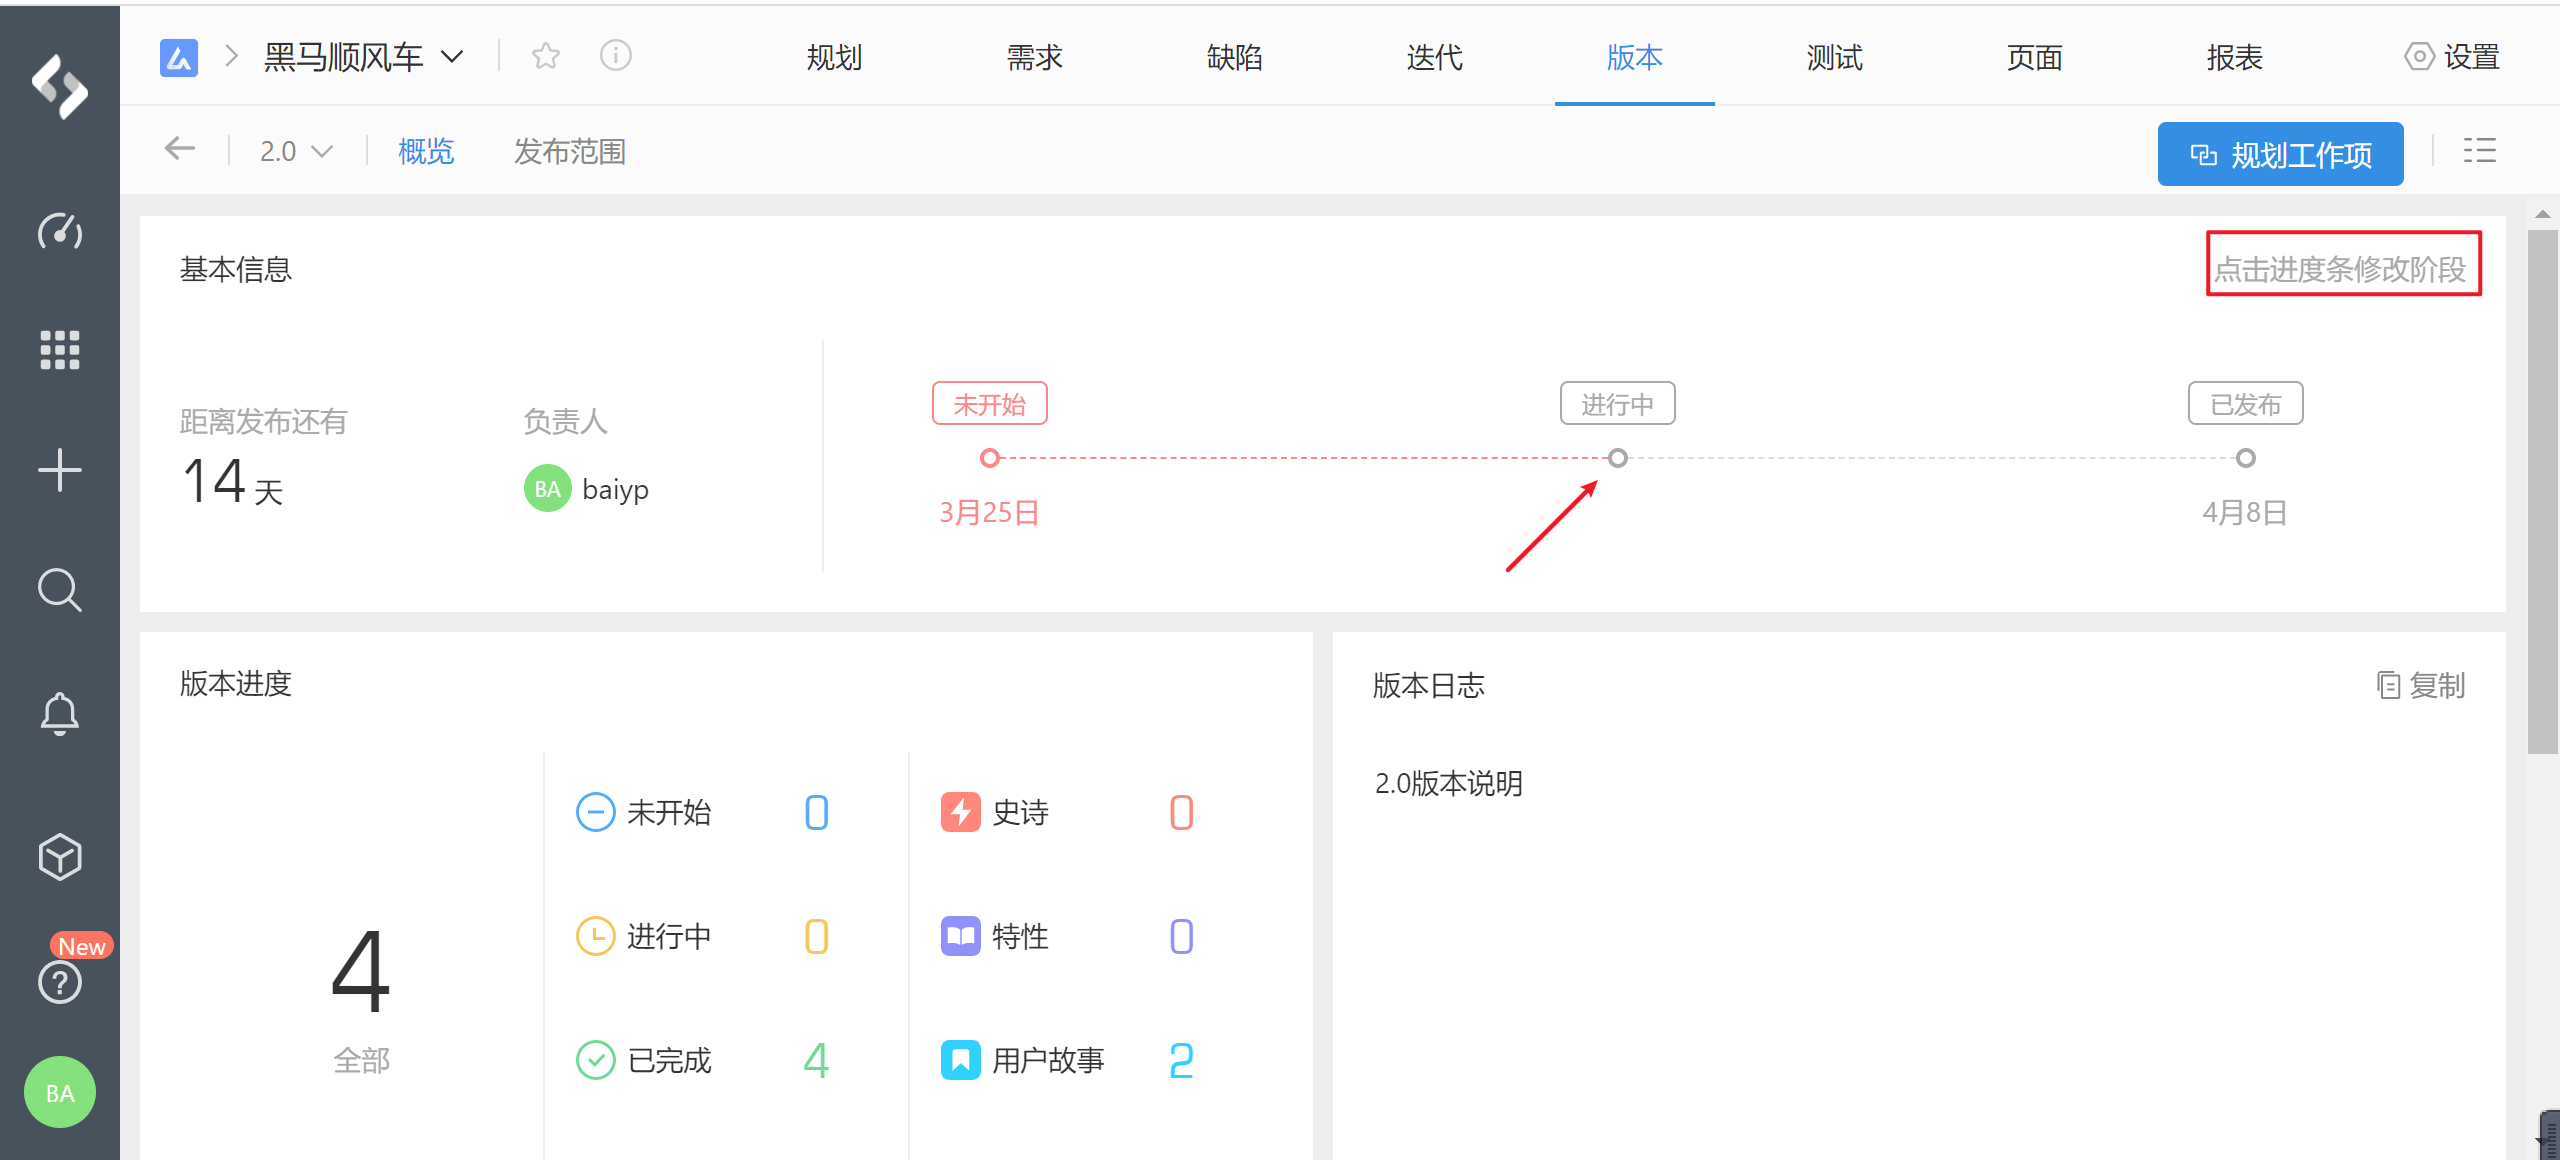 黑马顺风车
规划
需求
缺陷
迭代
版本
测试
页面
报表
设置
2.0
概览
发布范围
规划工作项
基本信息
点击进度条修改阶段
距离发布还有
14 天
负责人
BA baiyp
未开始
进行中
已发布
3月25日
4月8日
版本进度
4
全部
未开始 0
进行中 0
已完成 4
史诗 0
特性 0
用户故事 2
版本日志
复制
2.0版本说明
New
BA